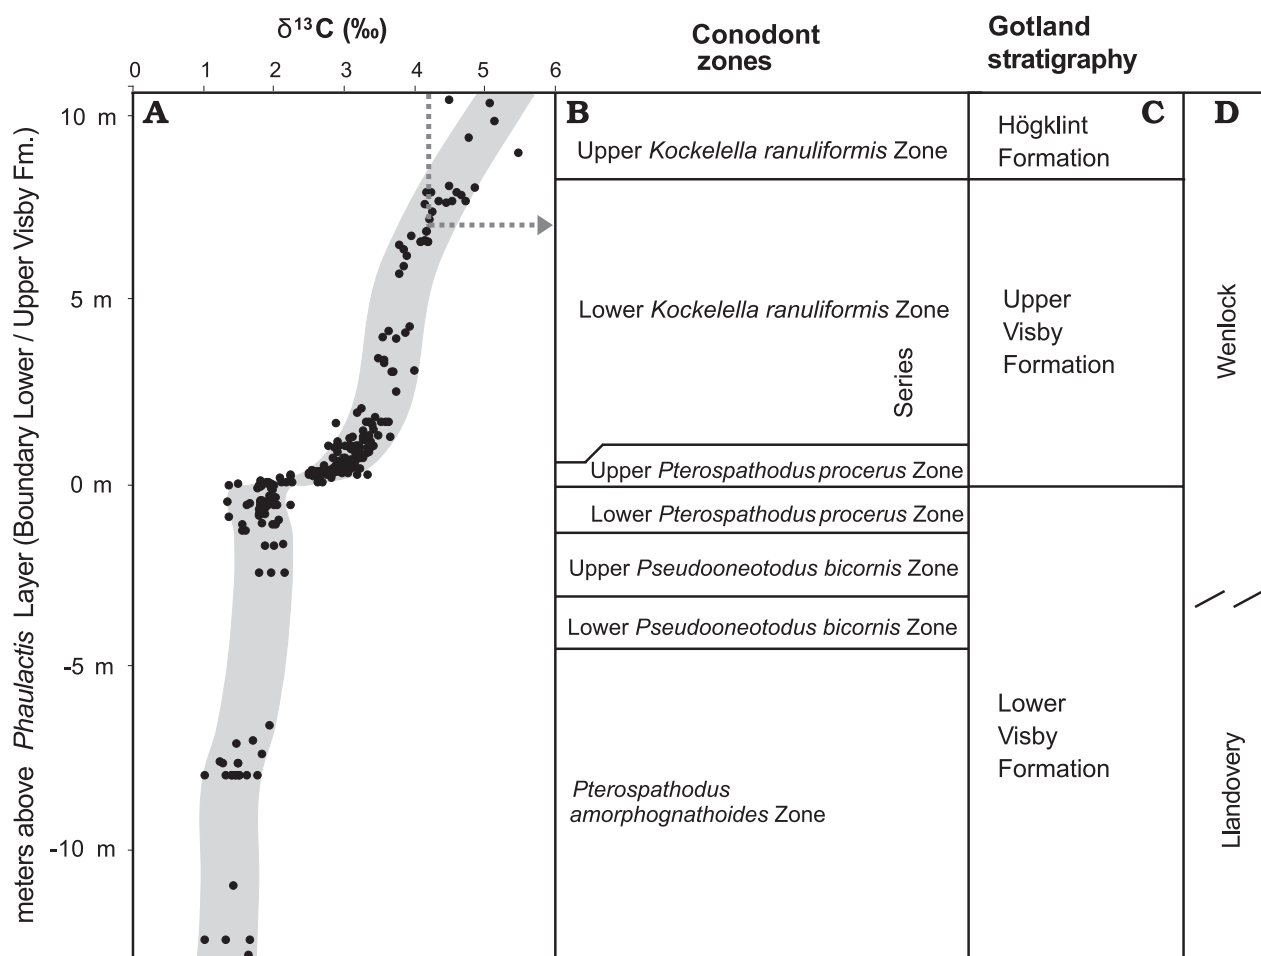 δ¹³C (‰)
Conodont
zones
Gotland
stratigraphy
0 1 2 3 4 5 6
A
B
C
D
meters above Phaulactis Layer (Boundary Lower / Upper Visby Fm.)
10 m
5 m
0 m
-5 m
-10 m
Upper Kockelella ranuliformis Zone
Lower Kockelella ranuliformis Zone
Series
Upper Pterospathodus procerus Zone
Lower Pterospathodus procerus Zone
Upper Pseudooneotodus bicornis Zone
Lower Pseudooneotodus bicornis Zone
Pterospathodus
amorphognathoides Zone
Högklint
Formation
Upper
Visby
Formation
Lower
Visby
Formation
Wenlock
Llandovery